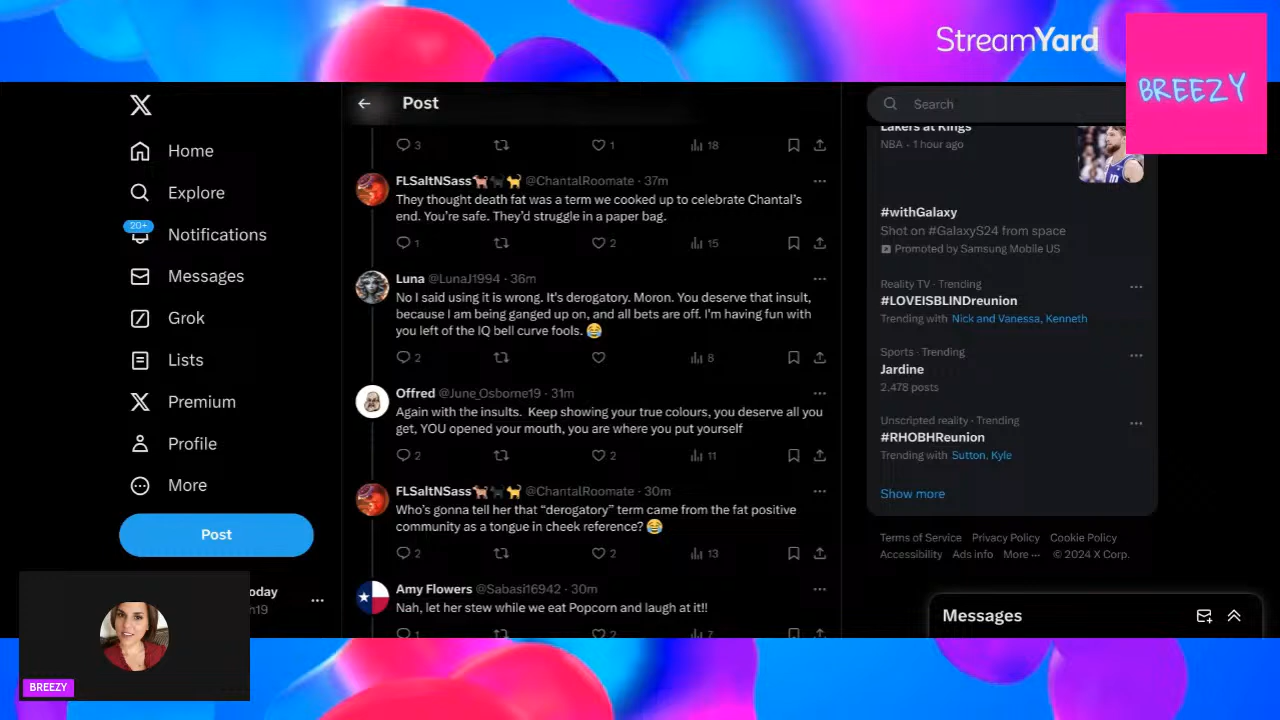 StreamYard
BREEZY
Home
Explore
20+
Notifications
Messages
Grok
Lists
Premium
Profile
More
Post
oday
n19
BREEZY
Post
3
1
18
FLSaltNSass @ChantalRoomate · 37m
They thought death fat was a term we cooked up to celebrate Chantal's
end. You're safe. They'd struggle in a paper bag.
1
2
15
Luna @LunaJ1994 · 36m
No I said using it is wrong. It's derogatory. Moron. You deserve that insult,
because I am being ganged up on, and all bets are off. I'm having fun with
you left of the IQ bell curve fools. 😂
2
8
Offred @June_Osborne19 · 31m
Again with the insults. Keep showing your true colours, you deserve all you
get, YOU opened your mouth, you are where you put yourself
2
2
11
FLSaltNSass @ChantalRoomate · 30m
Who's gonna tell her that “derogatory” term came from the fat positive
community as a tongue in cheek reference? 😂
2
2
13
Amy Flowers @Sabasi16942 · 30m
Nah, let her stew while we eat Popcorn and laugh at it!!
1
2
7
Search
Lakers at Kings
NBA · 1 hour ago
#withGalaxy
Shot on #GalaxyS24 from space
Promoted by Samsung Mobile US
Reality TV · Trending
#LOVEISBLINDreunion
Trending with Nick and Vanessa, Kenneth
Sports · Trending
Jardine
2,478 posts
Unscripted reality · Trending
#RHOBHReunion
Trending with Sutton, Kyle
Show more
Terms of Service Privacy Policy Cookie Policy
Accessibility Ads info More ··· © 2024 X Corp.
Messages